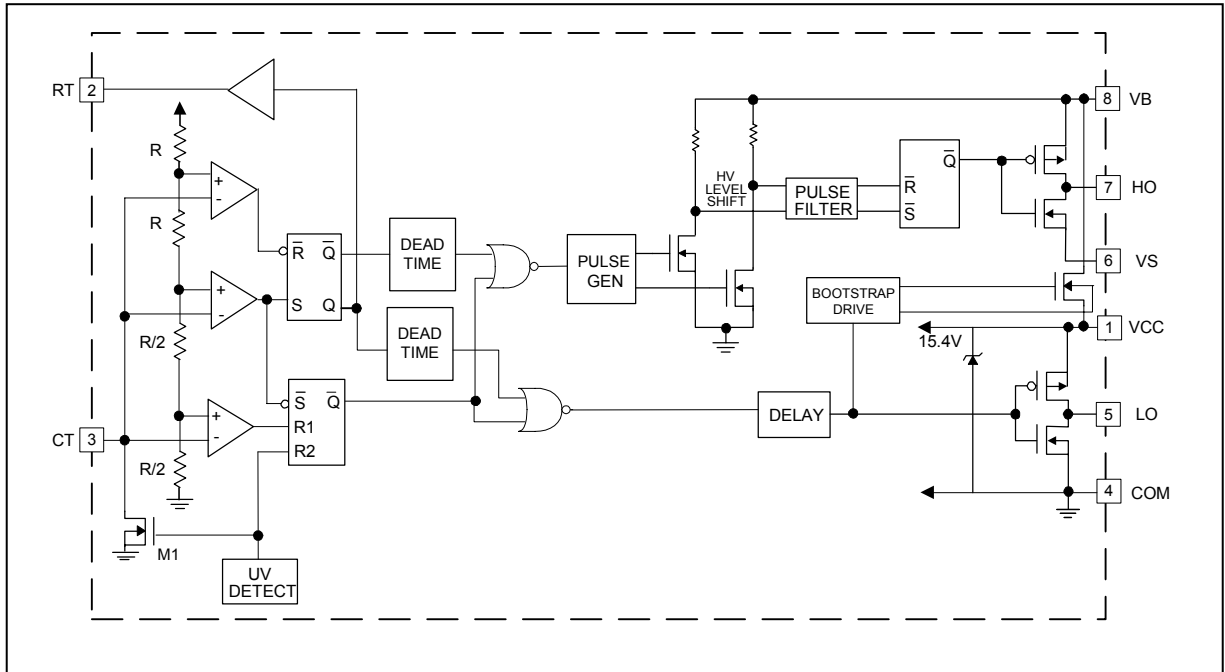 RT 2
8 VB
R
+
-
R
HV
LEVEL
SHIFT
PULSE
FILTER
R̅
S̅
Q̅
7 HO
DEAD
TIME
R̅ Q̅
S Q
PULSE
GEN
6 VS
+
-
BOOTSTRAP
DRIVE
R/2
DEAD
TIME
15.4V
1 VCC
+
-
S̅ Q̅
R1
R2
DELAY
5 LO
CT 3
R/2
4 COM
M1
UV
DETECT